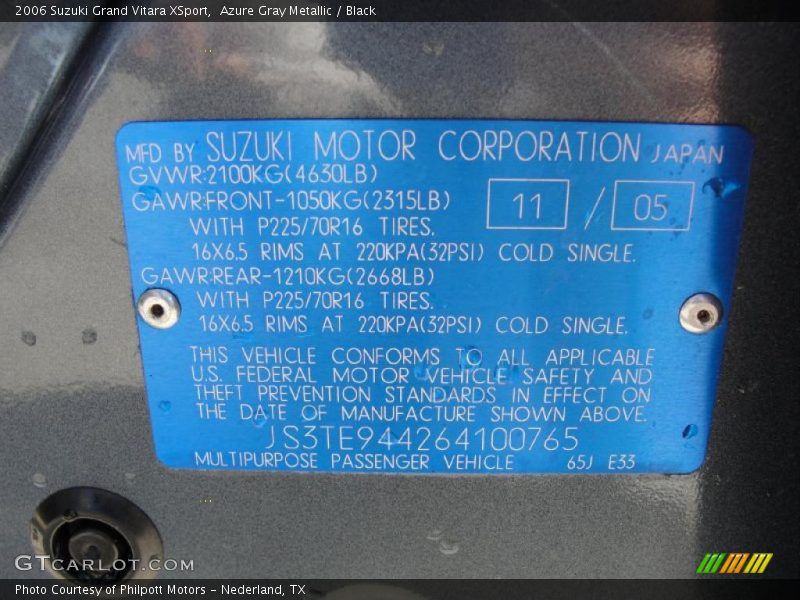 2006 Suzuki Grand Vitara XSport,  Azure Gray Metallic / Black
MFD BY SUZUKI MOTOR CORPORATION JAPAN
GVWR:2100KG(4630LB)
GAWR:FRONT-1050KG(2315LB)
11 / 05
WITH P225/70R16 TIRES.
16X6.5 RIMS AT 220KPA(32PSI) COLD SINGLE.
GAWR:REAR-1210KG(2668LB)
WITH P225/70R16 TIRES.
16X6.5 RIMS AT 220KPA(32PSI) COLD SINGLE.
THIS VEHICLE CONFORMS TO ALL APPLICABLE
U.S. FEDERAL MOTOR VEHICLE SAFETY AND
THEFT PREVENTION STANDARDS IN EFFECT ON
THE DATE OF MANUFACTURE SHOWN ABOVE.
JS3TE944264100765
MULTIPURPOSE PASSENGER VEHICLE 65J E33
GTCARLOT.COM
Photo Courtesy of Philpott Motors - Nederland, TX